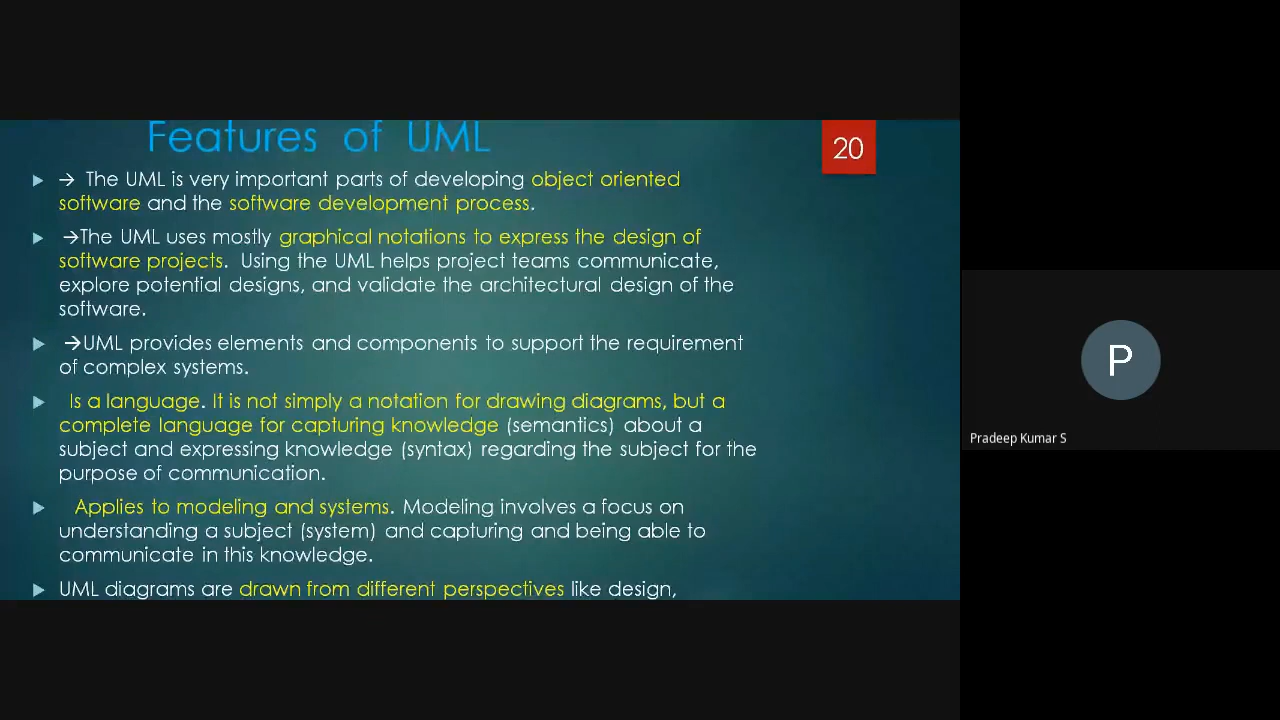 Features of UML
20
→ The UML is very important parts of developing object oriented
software and the software development process.
→The UML uses mostly graphical notations to express the design of
software projects. Using the UML helps project teams communicate,
explore potential designs, and validate the architectural design of the
software.
→UML provides elements and components to support the requirement
of complex systems.
Is a language. It is not simply a notation for drawing diagrams, but a
complete language for capturing knowledge (semantics) about a
subject and expressing knowledge (syntax) regarding the subject for the
purpose of communication.
Applies to modeling and systems. Modeling involves a focus on
understanding a subject (system) and capturing and being able to
communicate in this knowledge.
UML diagrams are drawn from different perspectives like design,
P
Pradeep Kumar S